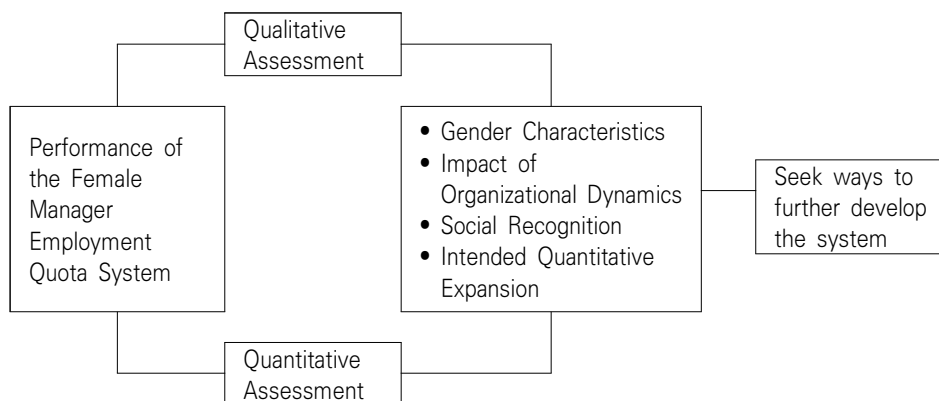 Qualitative
Assessment
Performance of
the Female
Manager
Employment
Quota System
• Gender Characteristics
• Impact of
Organizational Dynamics
• Social Recognition
• Intended Quantitative
Expansion
Seek ways to
further develop
the system
Quantitative
Assessment